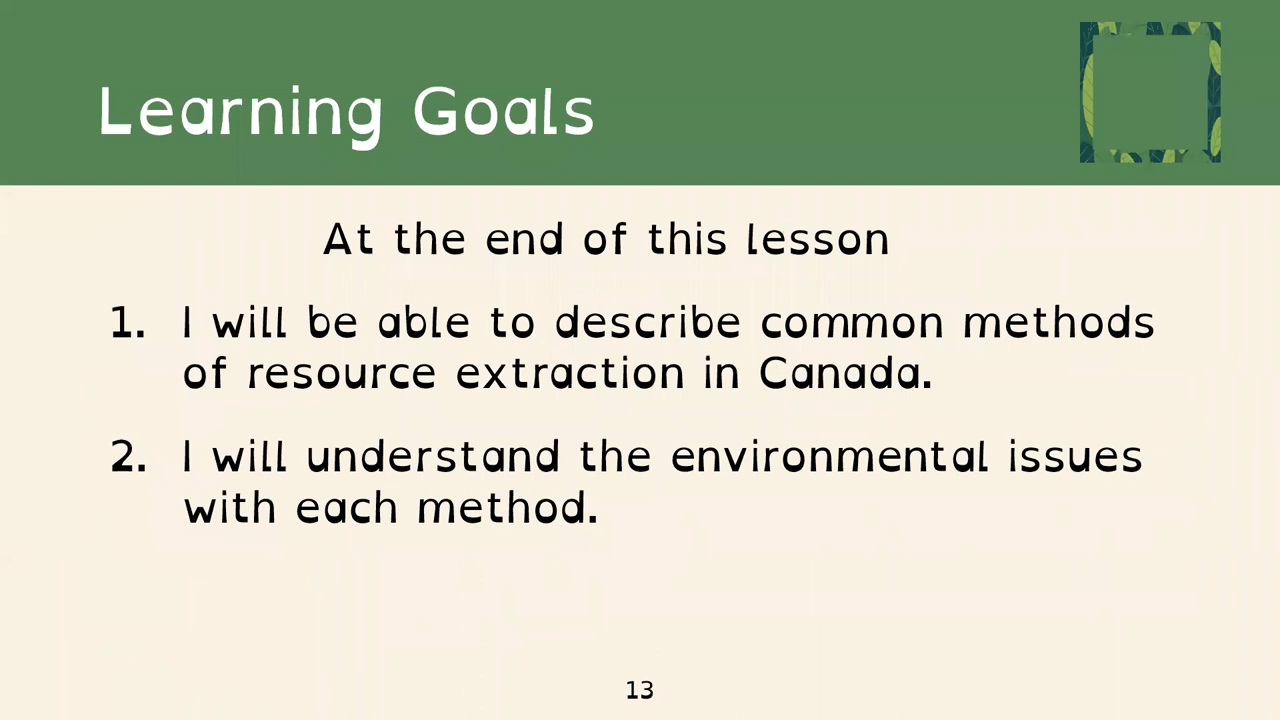 Learning Goals
At the end of this lesson
1. I will be able to describe common methods
of resource extraction in Canada.
2. I will understand the environmental issues
with each method.
13